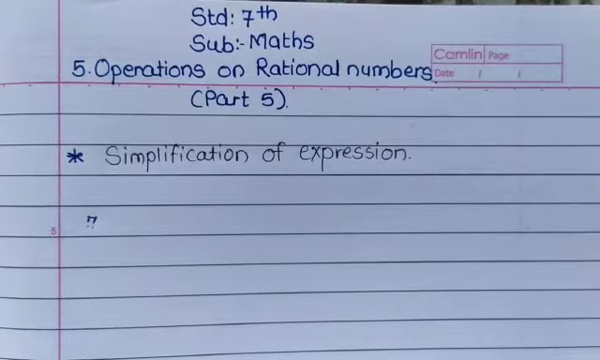 Std: 7th
Sub:- Maths
5. Operations on Rational numbers
Camlin Page
Date / /
(Part 5).
* Simplification of expression.
5